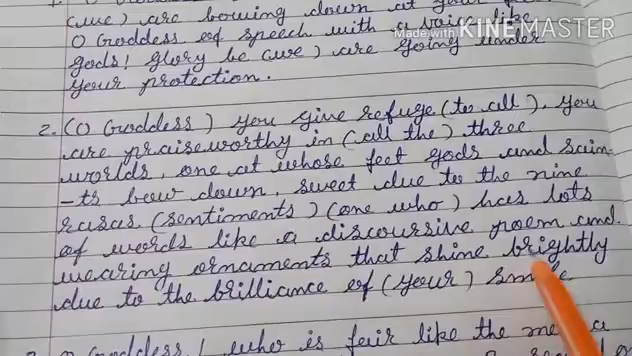 (we) are bowing down at your feet
O Goddess of speech with a voice like
Made with KINEMASTER
gods! Glory be (we) are going under
your protection.
2. (O Goddess) you give refuge (to all), you
are praiseworthy in (all the) three
worlds, one at whose feet gods and sain-
-ts bow down, sweet due to the nine
rasas (sentiments) (one who) has lots
of words like a discoursive poem and
wearing ornaments that shine brightly
due to the brilliance of (your) smile
Goddess! who is fair like the a